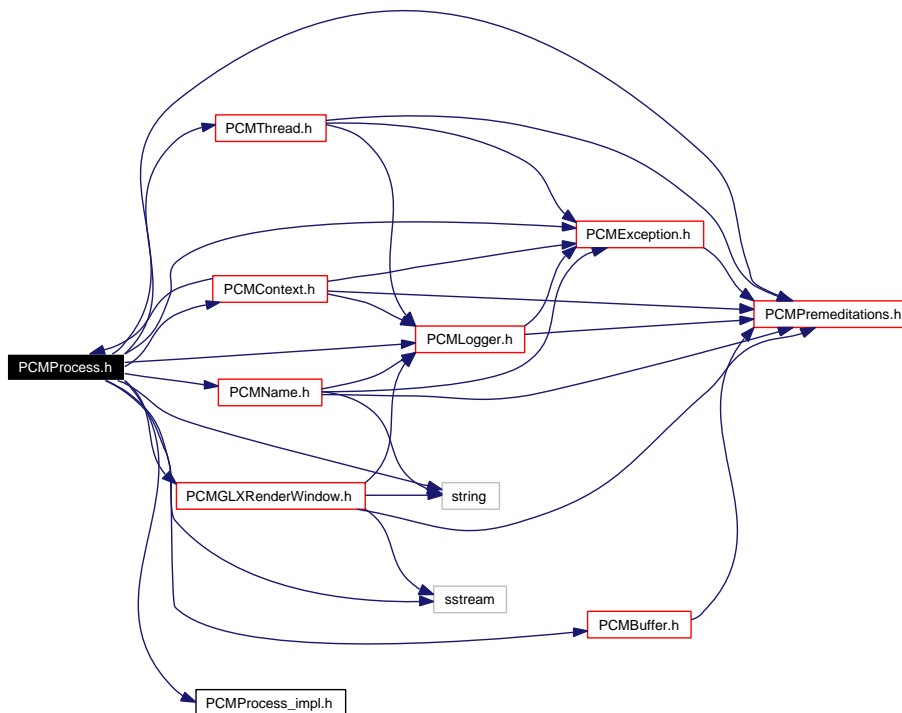 PCMThread.h
PCMException.h
PCMContext.h
PCMPremeditations.h
PCMLogger.h
PCMProcess.h
PCMName.h
PCMGLXRenderWindow.h
string
sstream
PCMBuffer.h
PCMProcess_impl.h